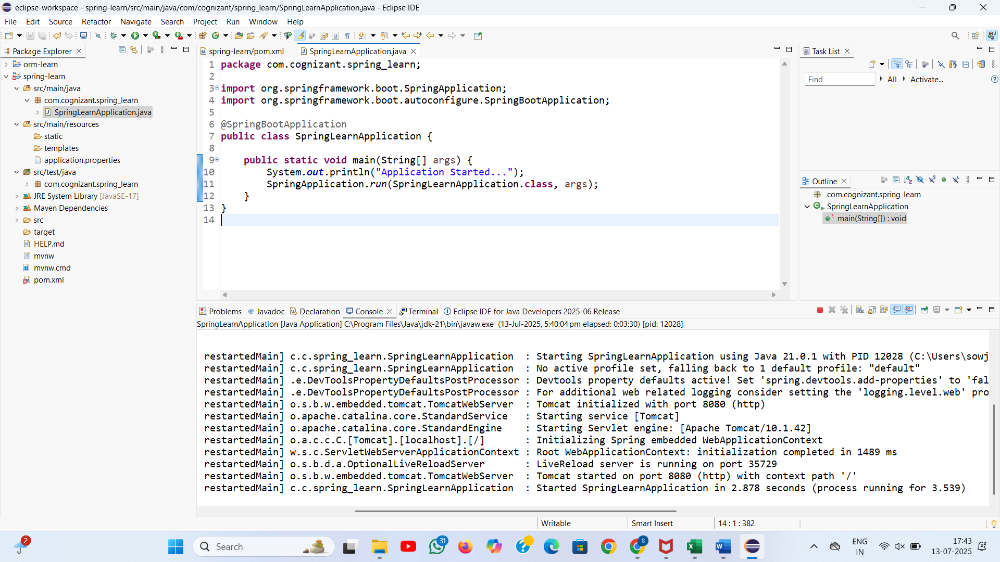 eclipse-workspace - spring-learn/src/main/java/com/cognizant/spring_learn/SpringLearnApplication.java - Eclipse IDE
File Edit Source Refactor Navigate Search Project Run Window Help
Package Explorer
orm-learn
spring-learn
src/main/java
com.cognizant.spring_learn
SpringLearnApplication.java
src/main/resources
static
templates
application.properties
src/test/java
com.cognizant.spring_learn
JRE System Library [JavaSE-17]
Maven Dependencies
src
target
HELP.md
mvnw
mvnw.cmd
pom.xml
spring-learn/pom.xml SpringLearnApplication.java
1 package com.cognizant.spring_learn;
2
3 import org.springframework.boot.SpringApplication;
4 import org.springframework.boot.autoconfigure.SpringBootApplication;
5
6 @SpringBootApplication
7 public class SpringLearnApplication {
8
9 public static void main(String[] args) {
10 System.out.println("Application Started...");
11 SpringApplication.run(SpringLearnApplication.class, args);
12 }
13 }
14
Task List
Find All Activate...
Outline
com.cognizant.spring_learn
SpringLearnApplication
main(String[]) : void
Problems Javadoc Declaration Console Terminal Eclipse IDE for Java Developers 2025-06 Release
SpringLearnApplication [Java Application] C:\Program Files\Java\jdk-21\bin\javaw.exe (13-Jul-2025, 5:40:04 pm elapsed: 0:03:30) [pid: 12028]
restartedMain] c.c.spring_learn.SpringLearnApplication : Starting SpringLearnApplication using Java 21.0.1 with PID 12028 (C:\Users\sowj
restartedMain] c.c.spring_learn.SpringLearnApplication : No active profile set, falling back to 1 default profile: "default"
restartedMain] .e.DevToolsPropertyDefaultsPostProcessor : Devtools property defaults active! Set 'spring.devtools.add-properties' to 'fal
restartedMain] .e.DevToolsPropertyDefaultsPostProcessor : For additional web related logging consider setting the 'logging.level.web' pro
restartedMain] o.s.b.w.embedded.tomcat.TomcatWebServer : Tomcat initialized with port 8080 (http)
restartedMain] o.apache.catalina.core.StandardService : Starting service [Tomcat]
restartedMain] o.apache.catalina.core.StandardEngine : Starting Servlet engine: [Apache Tomcat/10.1.42]
restartedMain] o.a.c.c.C.[Tomcat].[localhost].[/] : Initializing Spring embedded WebApplicationContext
restartedMain] w.s.c.ServletWebServerApplicationContext : Root WebApplicationContext: initialization completed in 1489 ms
restartedMain] o.s.b.d.a.OptionalLiveReloadServer : LiveReload server is running on port 35729
restartedMain] o.s.b.w.embedded.tomcat.TomcatWebServer : Tomcat started on port 8080 (http) with context path '/'
restartedMain] c.c.spring_learn.SpringLearnApplication : Started SpringLearnApplication in 2.878 seconds (process running for 3.539)
Writable Smart Insert 14 : 1 : 382
2
Search
31
S
ENG
IN
17:43
13-07-2025